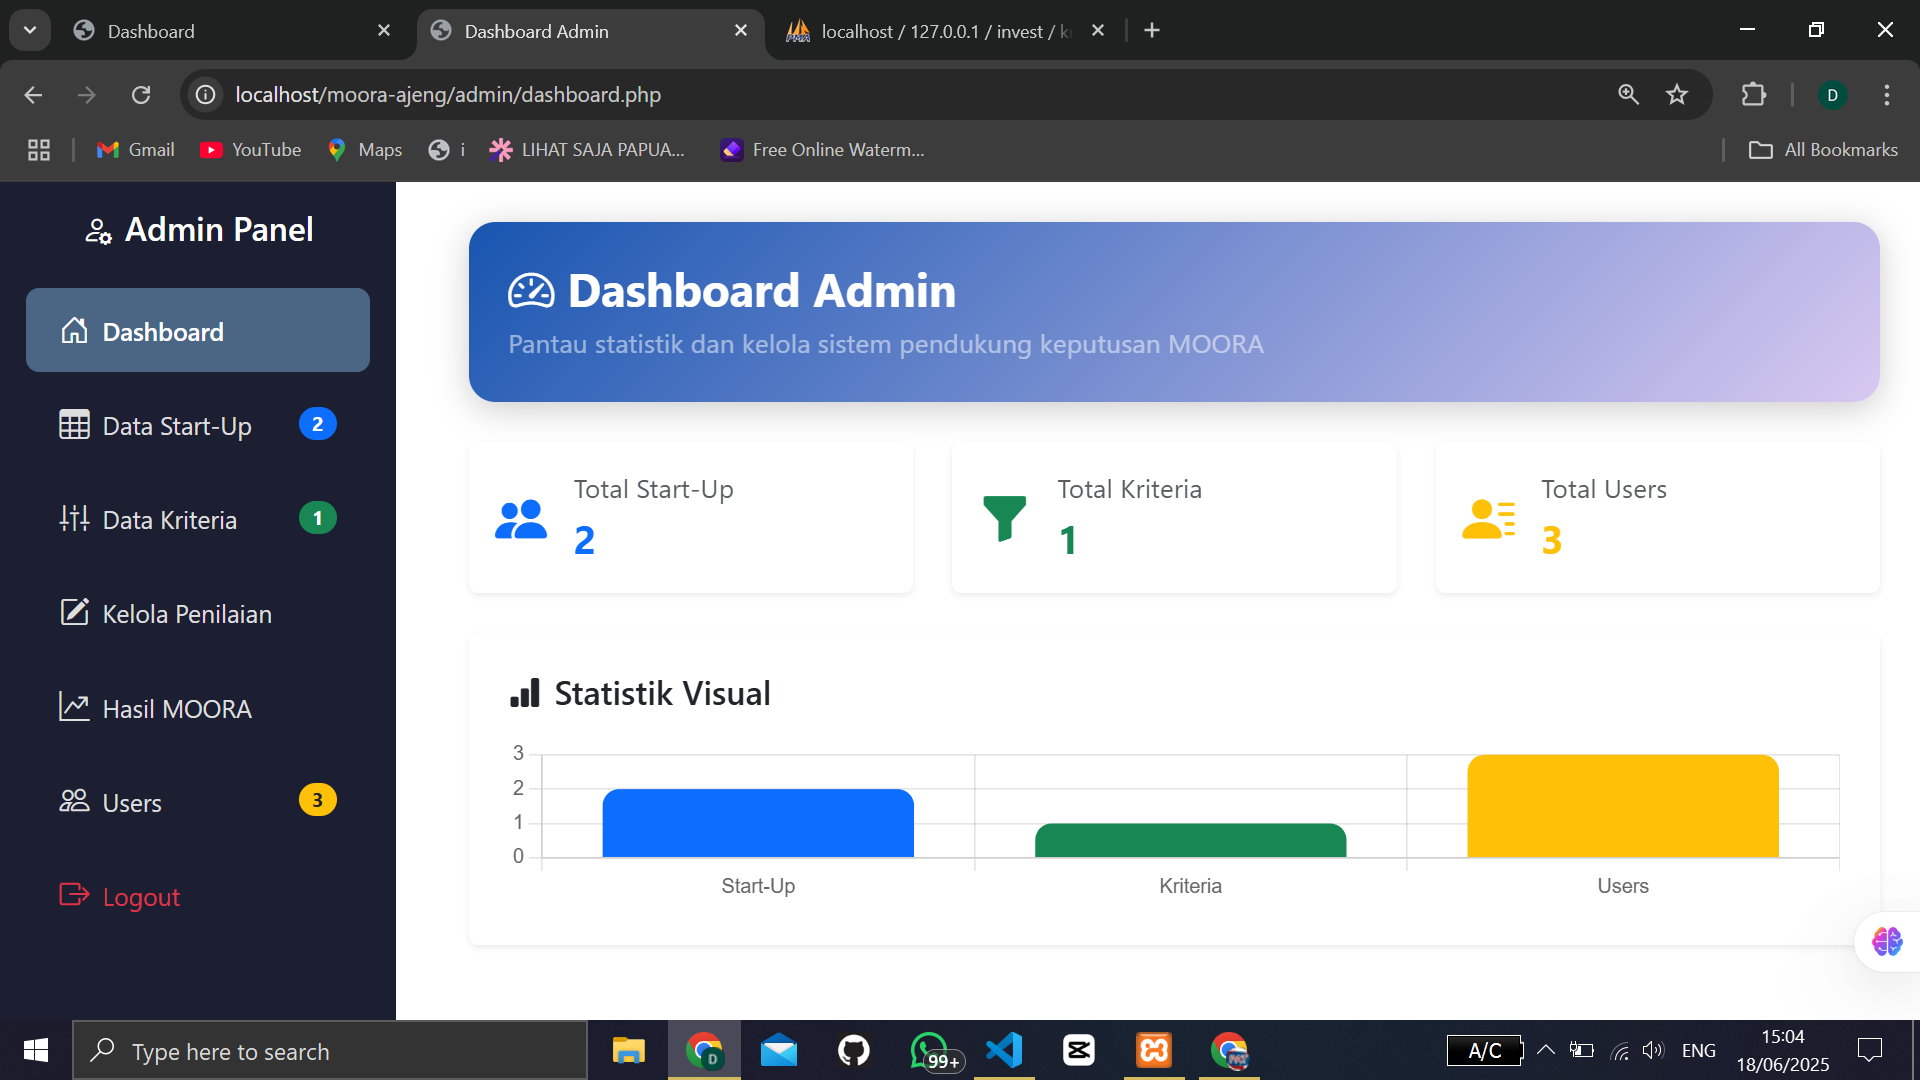 Dashboard
Dashboard Admin
localhost / 127.0.0.1 / invest /
localhost/moora-ajeng/admin/dashboard.php
D
Gmail
YouTube
Maps
i
LIHAT SAJA PAPUA...
Free Online Waterm...
All Bookmarks
Admin Panel
Dashboard
Data Start-Up 2
Data Kriteria 1
Kelola Penilaian
Hasil MOORA
Users 3
Logout
Dashboard Admin
Pantau statistik dan kelola sistem pendukung keputusan MOORA
Total Start-Up
2
Total Kriteria
1
Total Users
3
Statistik Visual
3
2
1
0
Start-Up
Kriteria
Users
Type here to search
D
99+
A/C
ENG
15:04
18/06/2025